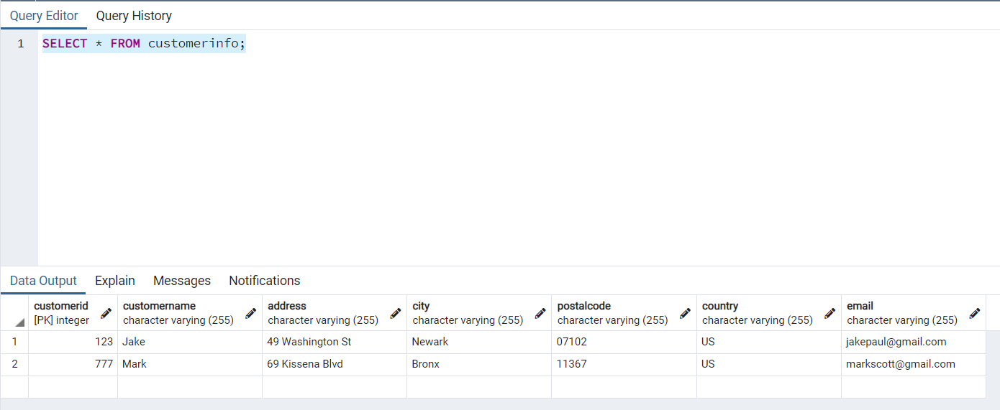 Query Editor Query History
1 SELECT * FROM customerinfo;
Data Output Explain Messages Notifications
customerid customername address city postalcode country email
[PK] integer character varying (255) character varying (255) character varying (255) character varying (255) character varying (255) character varying (255)
1 123 Jake 49 Washington St Newark 07102 US jakepaul@gmail.com
2 777 Mark 69 Kissena Blvd Bronx 11367 US markscott@gmail.com